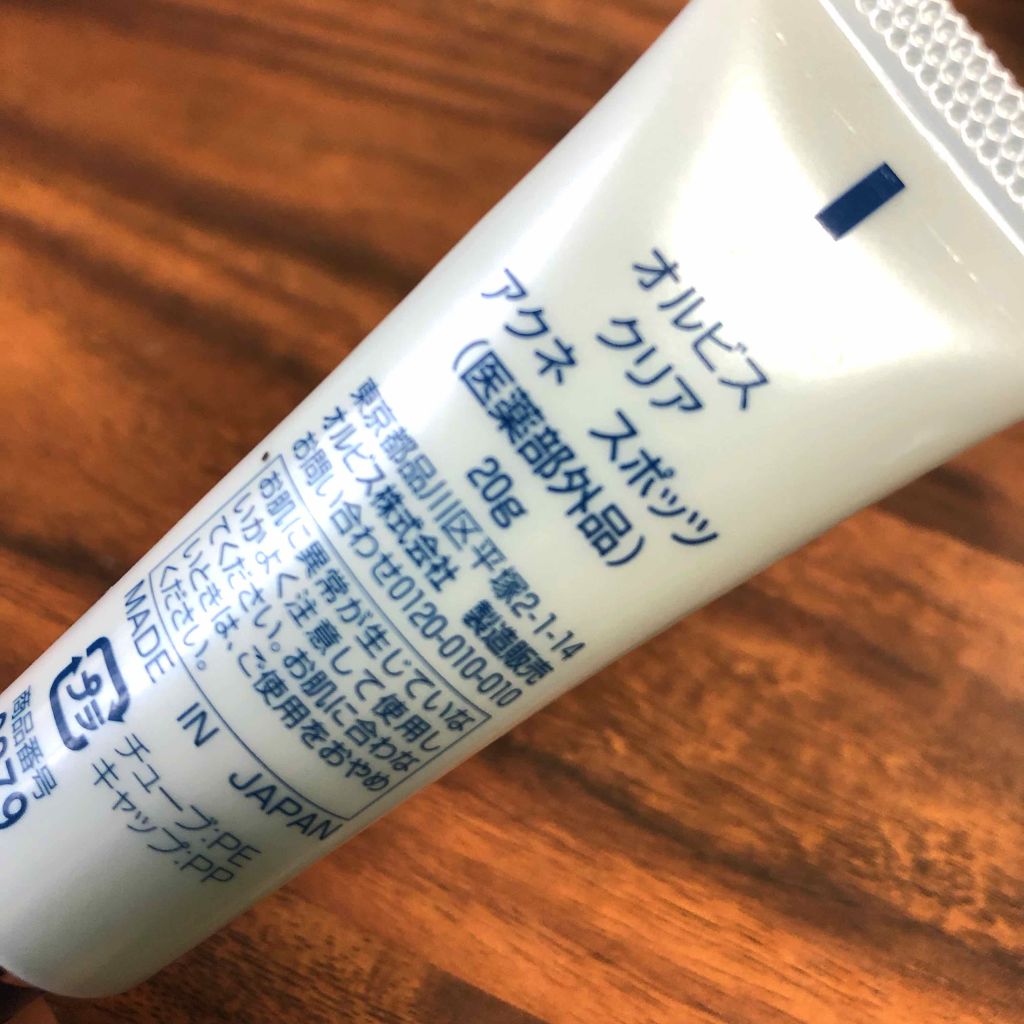 オルビス
クリア
アクネ スポッツ
(医薬部外品)
20g
東京都品川区平塚2-1-14
オルビス株式会社 製造販売
お問い合わせ0120-010-010
お肌に異常が生じていな
いかよく注意して使用し
てください。お肌に合わな
いときは、ご使用をおやめ
ください。
MADE IN JAPAN
プラ
チューブ:PE
キャップ:PP
商品番号